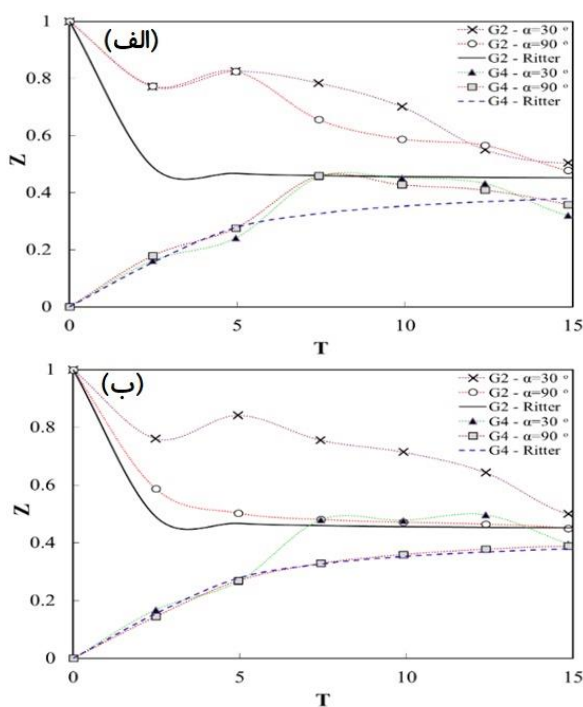 (الف)
G2 - α=30 °
G2 - α=90 °
G2 - Ritter
G4 - α=30 °
G4 - α=90 °
G4 - Ritter
1
0.8
0.6
0.4
0.2
0
Z
0
5
10
15
T
(ب)
G2 - α=30 °
G2 - α=90 °
G2 - Ritter
G4 - α=30 °
G4 - α=90 °
G4 - Ritter
1
0.8
0.6
0.4
0.2
0
Z
0
5
10
15
T